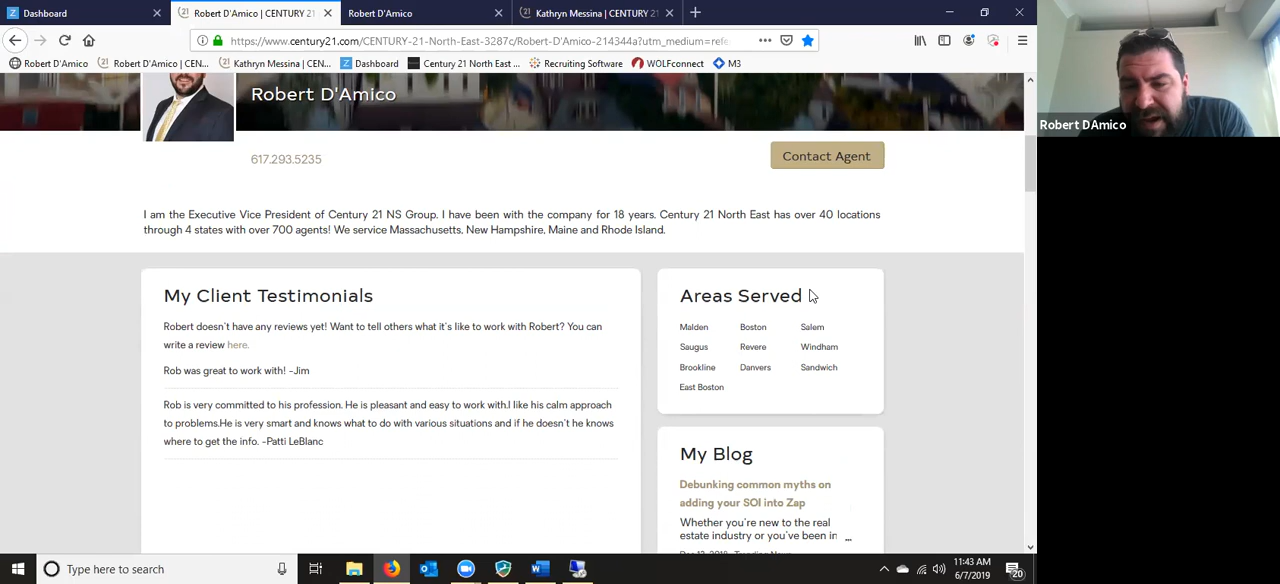 Dashboard
Robert D'Amico | CENTURY 21
Robert D'Amico
Kathryn Messina | CENTURY 21
https://www.century21.com/CENTURY-21-North-East-3287c/Robert-D'Amico-214344a?utm_medium=refe
Robert D'Amico
Robert D'Amico | CEN...
Kathryn Messina | CEN...
Dashboard
Century 21 North East ...
Recruiting Software
WOLFconnect
M3
Robert D'Amico
Robert DAmico
617.293.5235
Contact Agent
I am the Executive Vice President of Century 21 NS Group. I have been with the company for 18 years. Century 21 North East has over 40 locations
through 4 states with over 700 agents! We service Massachusetts, New Hampshire, Maine and Rhode Island.
My Client Testimonials
Robert doesn't have any reviews yet! Want to tell others what it's like to work with Robert? You can
write a review here.
Rob was great to work with! -Jim
Rob is very committed to his profession. He is pleasant and easy to work with.I like his calm approach
to problems.He is very smart and knows what to do with various situations and if he doesn't he knows
where to get the info. -Patti LeBlanc
Areas Served
Malden Boston Salem
Saugus Revere Windham
Brookline Danvers Sandwich
East Boston
My Blog
Debunking common myths on
adding your SOI into Zap
Whether you're new to the real
estate industry or you've been in ...
Type here to search
11:43 AM
6/7/2019
20